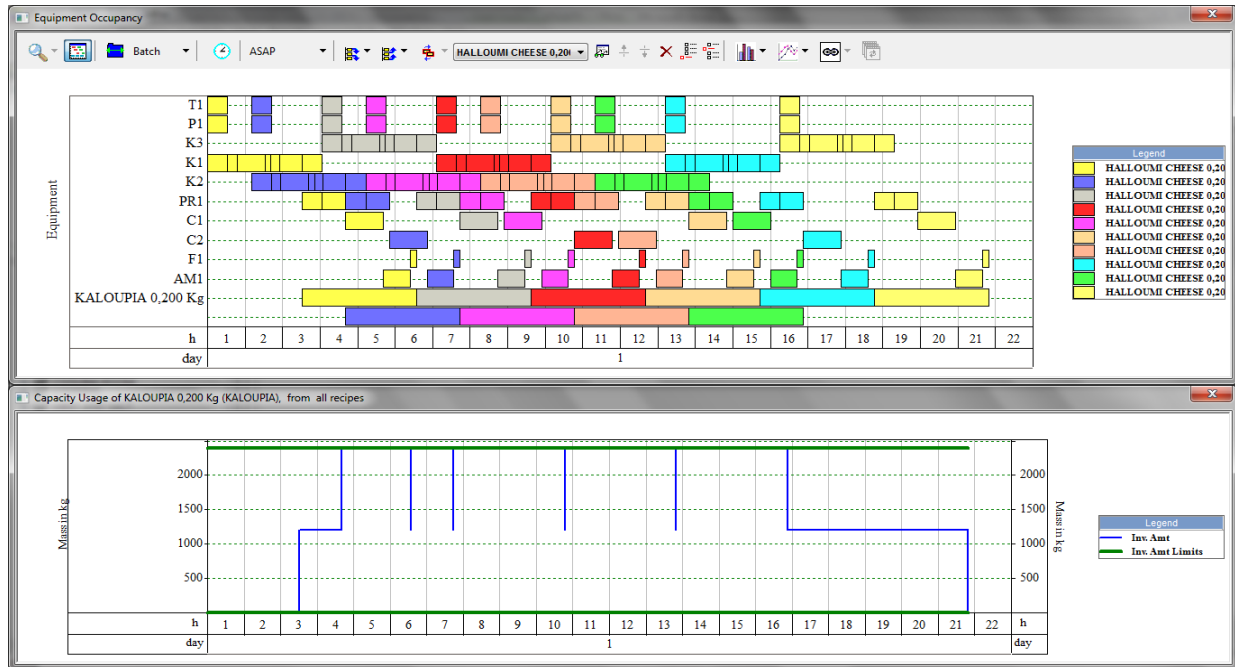 Equipment Occupancy
Batch ASAP HALLOUMI CHEESE 0,20
Equipment
T1
P1
K3
K1
K2
PR1
C1
C2
F1
AM1
KALOUPIA 0,200 Kg
h 1 2 3 4 5 6 7 8 9 10 11 12 13 14 15 16 17 18 19 20 21 22
day 1
Legend
HALLOUMI CHEESE 0,20
HALLOUMI CHEESE 0,20
HALLOUMI CHEESE 0,20
HALLOUMI CHEESE 0,20
HALLOUMI CHEESE 0,20
HALLOUMI CHEESE 0,20
HALLOUMI CHEESE 0,20
HALLOUMI CHEESE 0,20
HALLOUMI CHEESE 0,20
HALLOUMI CHEESE 0,20
Capacity Usage of KALOUPIA 0,200 Kg (KALOUPIA), from all recipes
Mass in kg
2000 2000
1500 1500
1000 1000
500 500
Mass in kg
h 1 2 3 4 5 6 7 8 9 10 11 12 13 14 15 16 17 18 19 20 21 22 h
day 1 day
Legend
Inv. Amt
Inv. Amt Limits